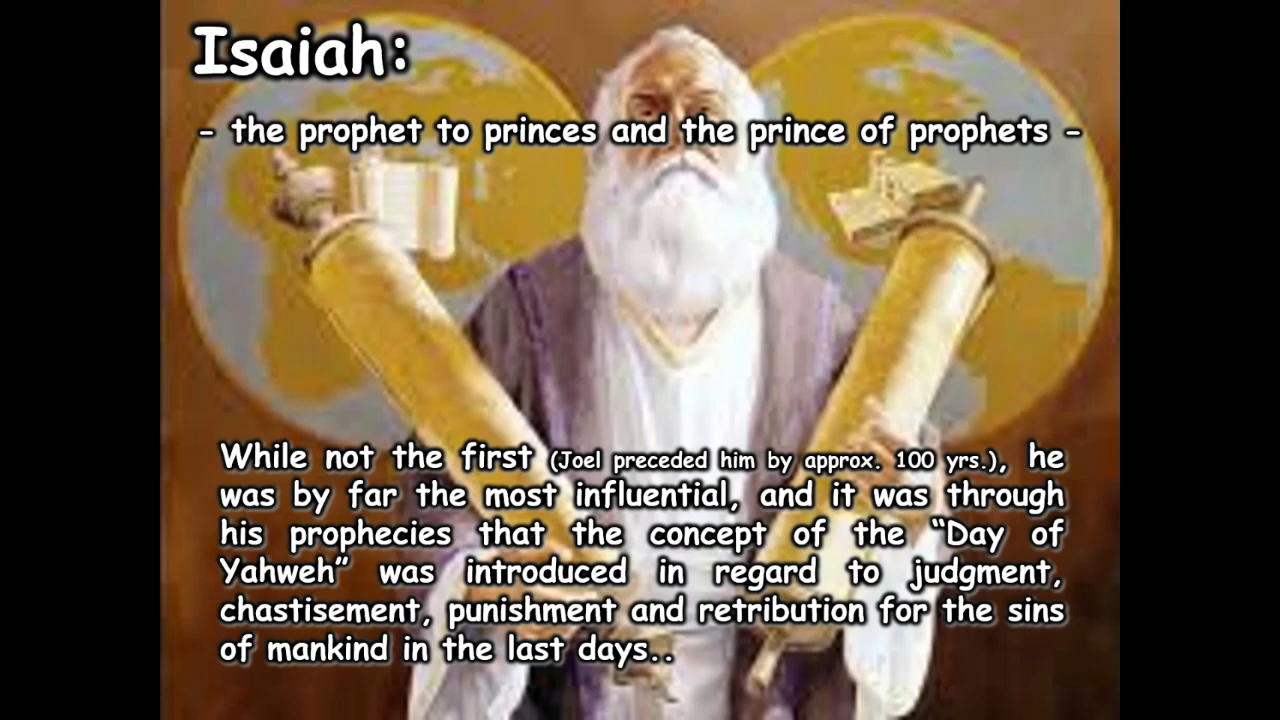 Isaiah:
- the prophet to princes and the prince of prophets -
While not the first (Joel preceded him by approx. 100 yrs.), he
was by far the most influential, and it was through
his prophecies that the concept of the “Day of
Yahweh” was introduced in regard to judgment,
chastisement, punishment and retribution for the sins
of mankind in the last days..